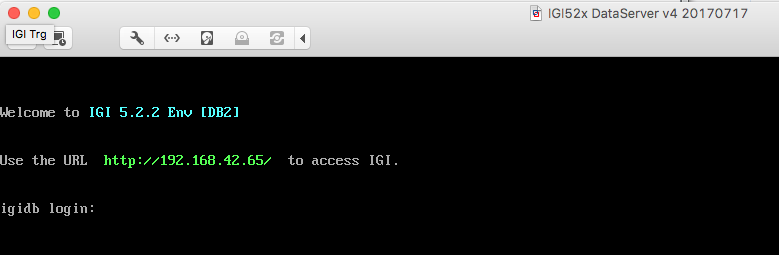 IGI52x DataServer v4 20170717
IGI Trg
Welcome to IGI 5.2.2 Env [DB2]
Use the URL  http://192.168.42.65/  to access IGI.
igidb login: